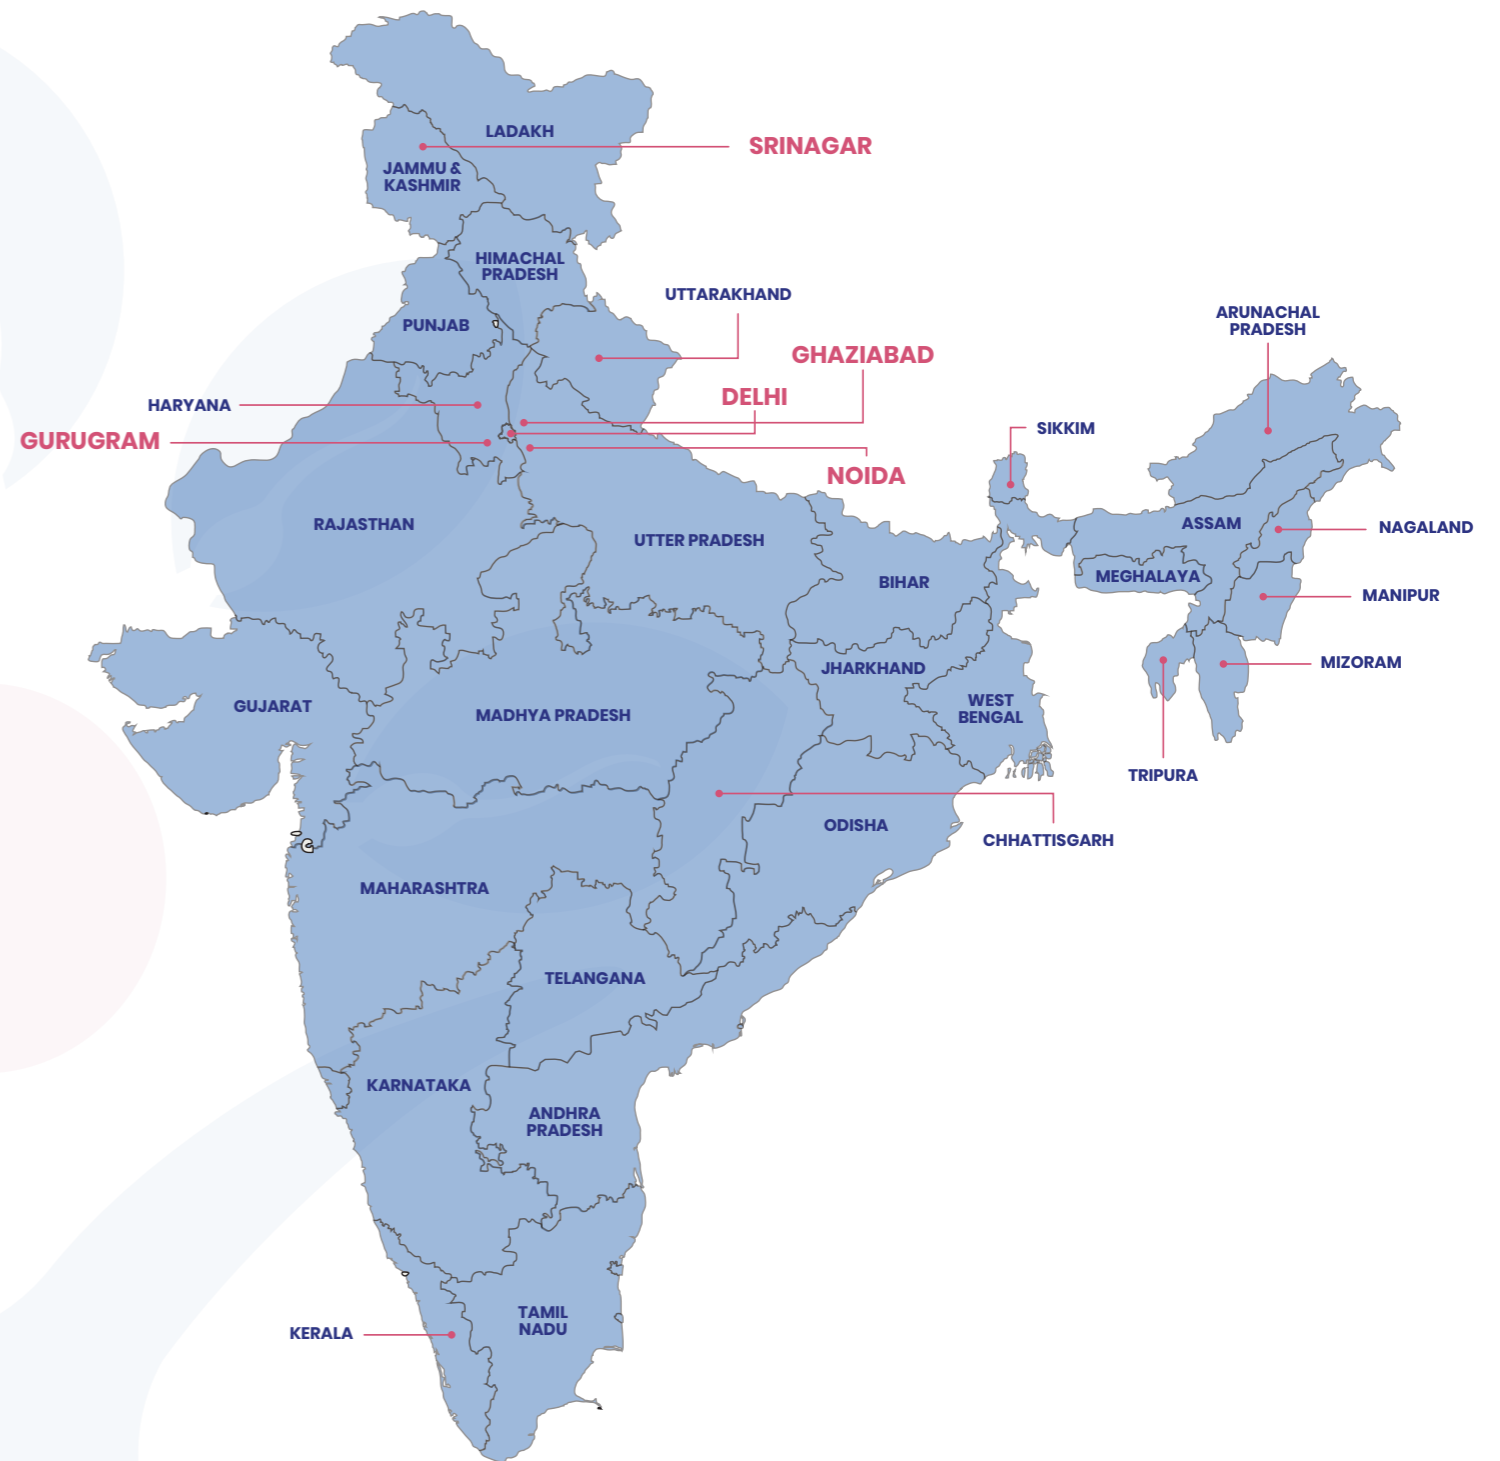 LADAKH
SRINAGAR
JAMMU &
KASHMIR
HIMACHAL
PRADESH
UTTARAKHAND
ARUNACHAL
PRADESH
PUNJAB
GHAZIABAD
DELHI
HARYANA
GURUGRAM
SIKKIM
NOIDA
RAJASTHAN
UTTER PRADESH
ASSAM
NAGALAND
BIHAR
MEGHALAYA
MANIPUR
JHARKHAND
MIZORAM
GUJARAT
MADHYA PRADESH
WEST
BENGAL
TRIPURA
ODISHA
CHHATTISGARH
MAHARASHTRA
TELANGANA
KARNATAKA
ANDHRA
PRADESH
TAMIL
NADU
KERALA